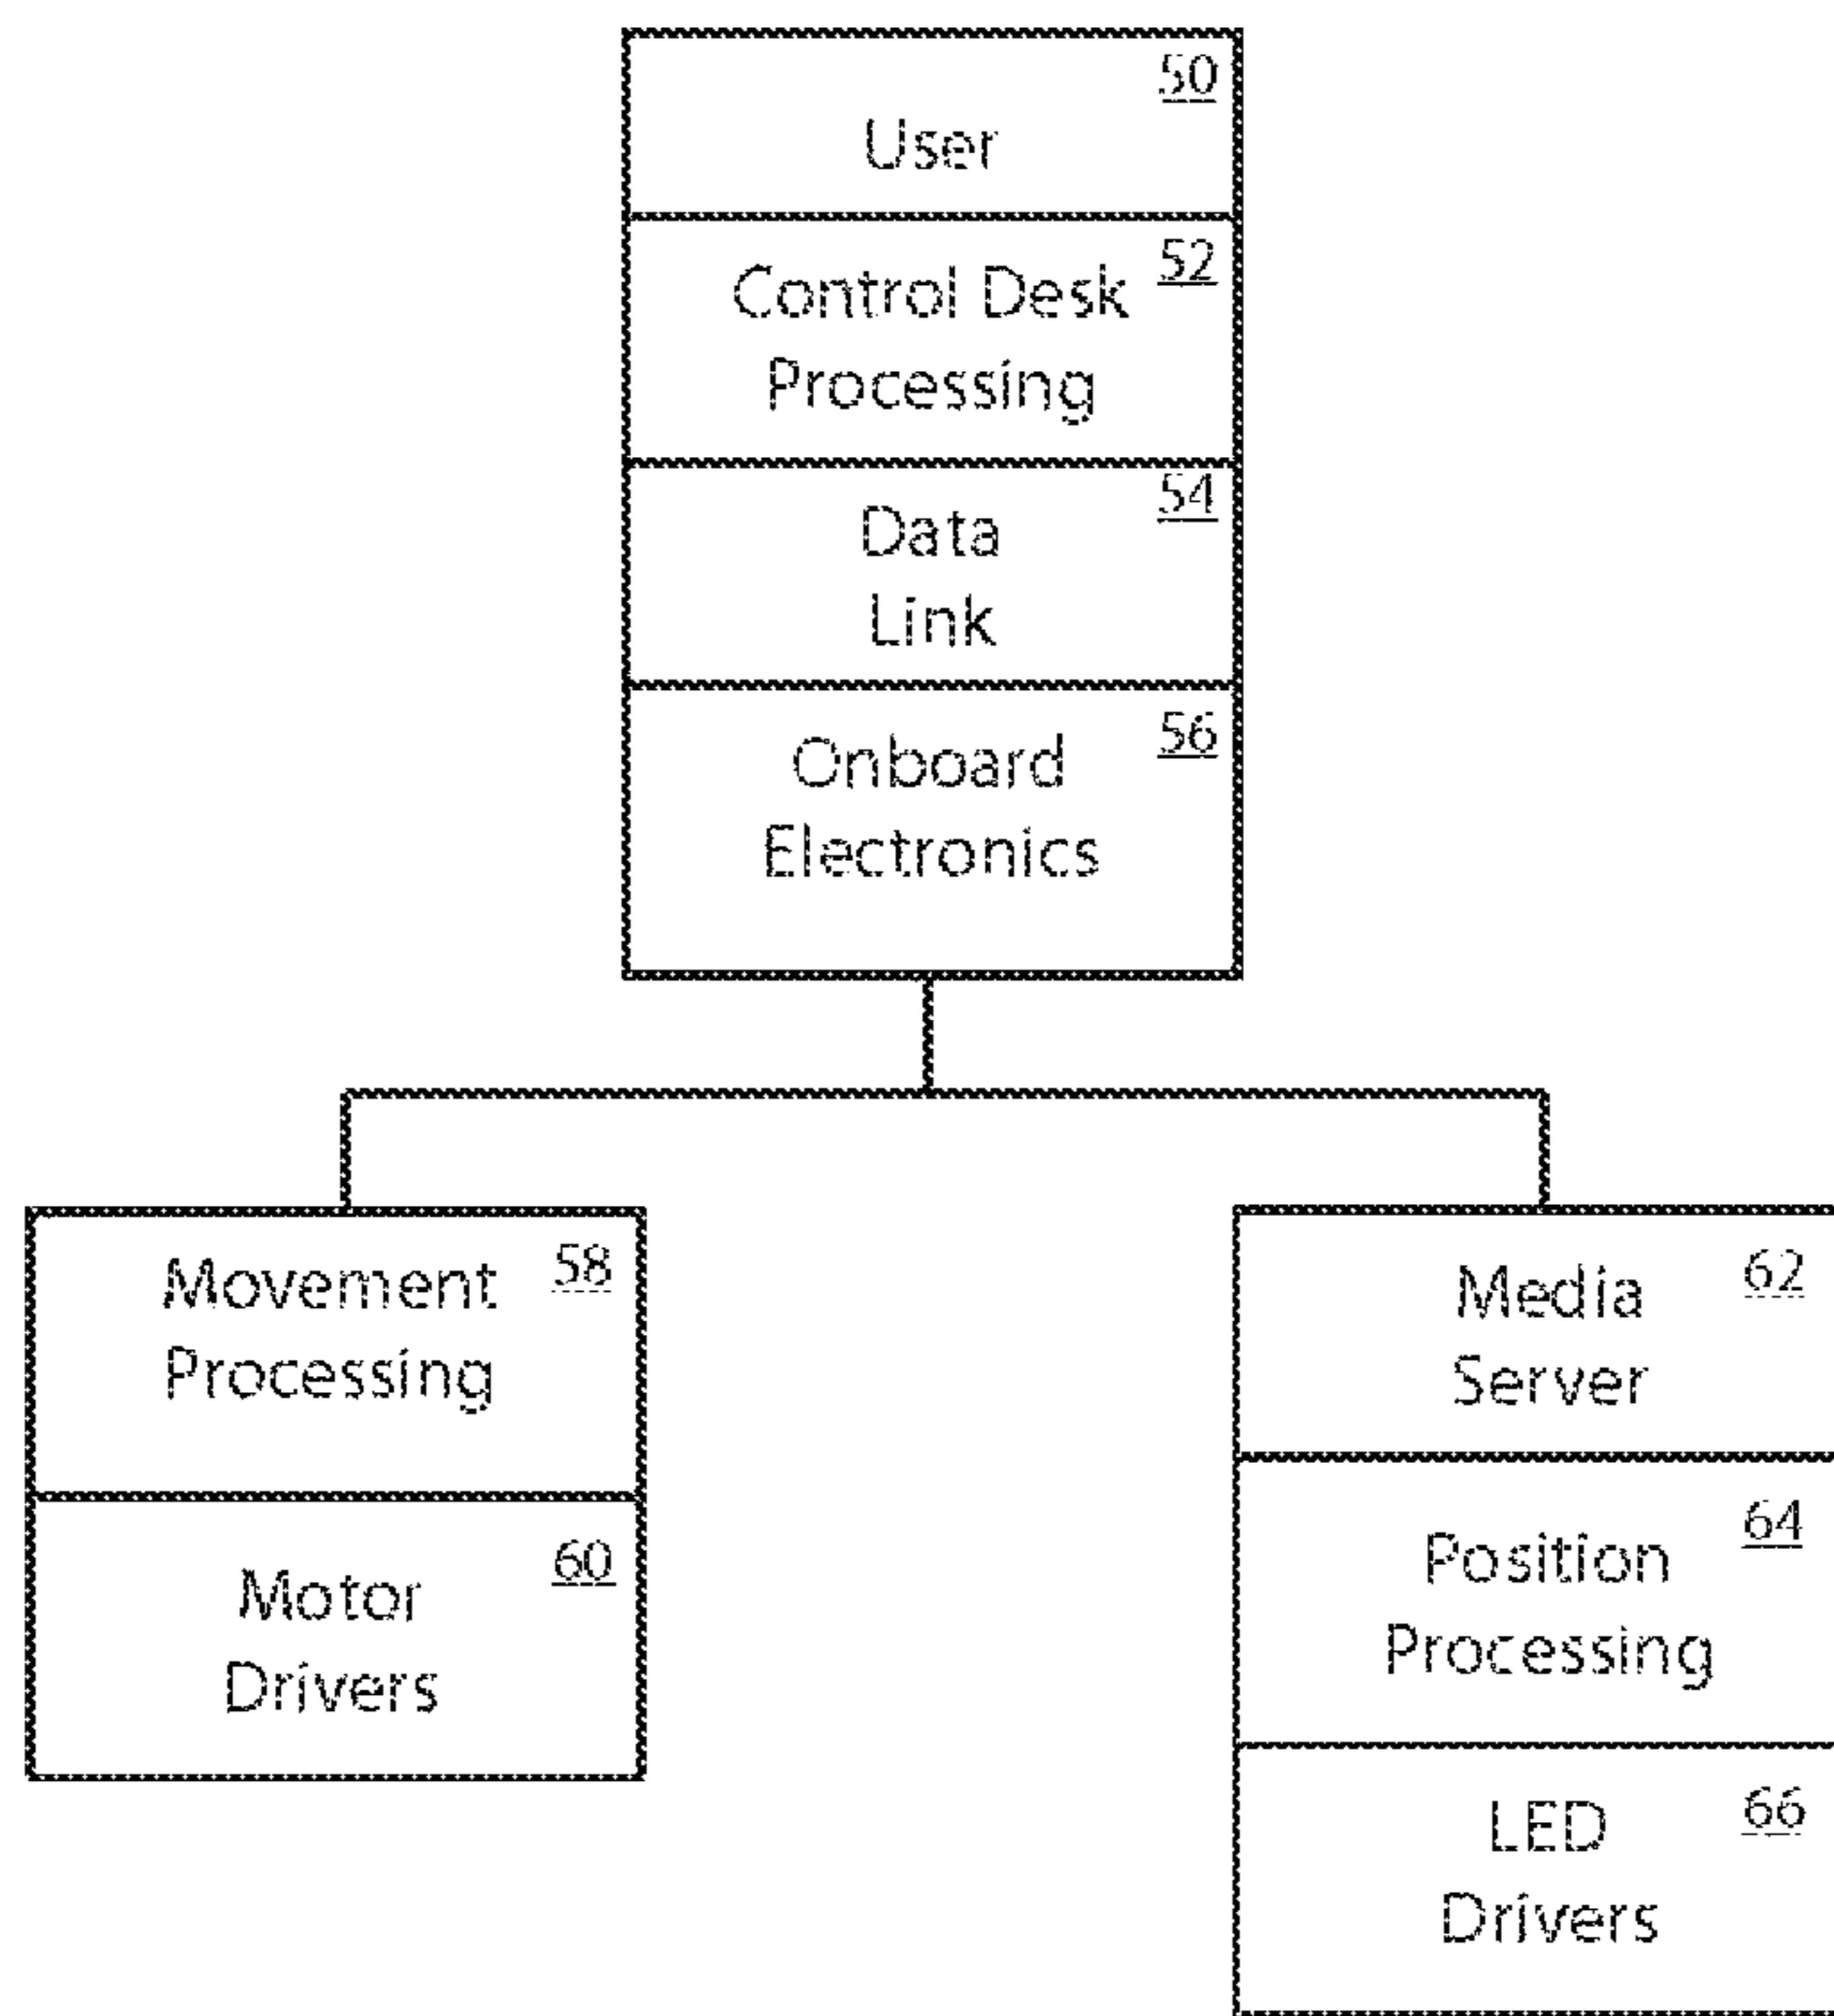 50
User
52
Control Desk
Processing
54
Data
Link
56
Onboard
Electronics
58
Movement
Processing
60
Motor
Drivers
62
Media
Server
64
Position
Processing
66
LED
Drivers